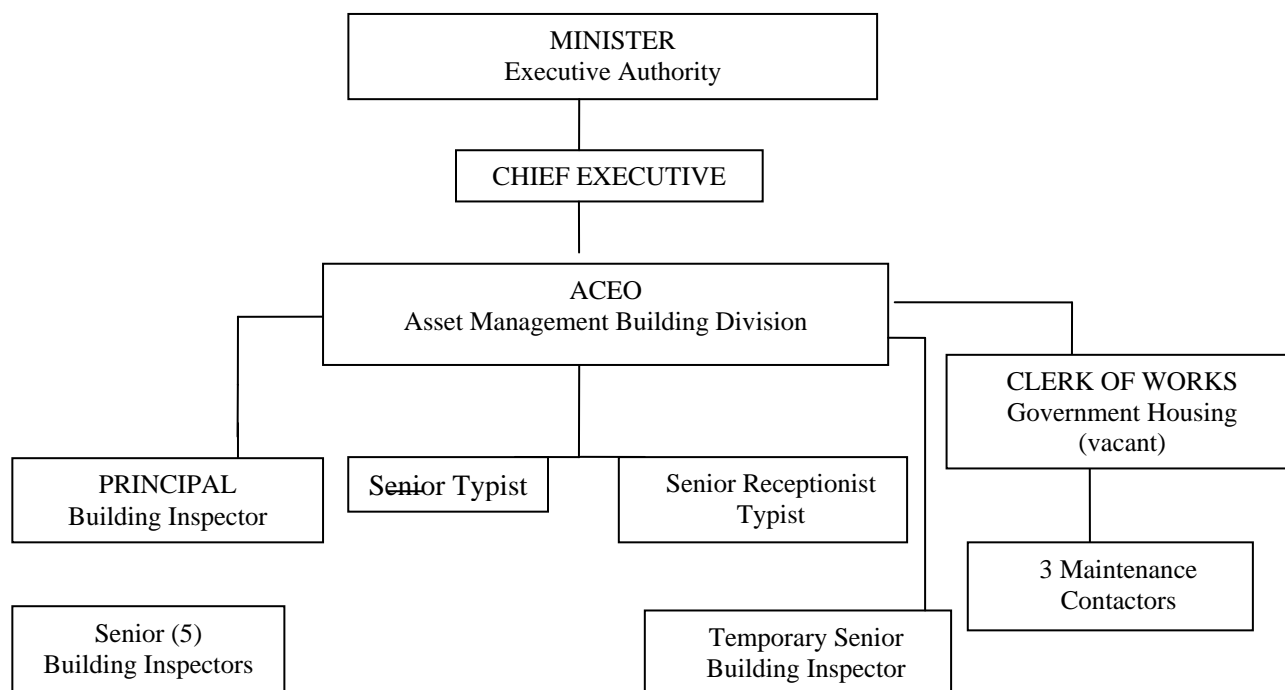 MINISTER
Executive Authority
CHIEF EXECUTIVE
ACEO
Asset Management Building Division
CLERK OF WORKS
Government Housing
(vacant)
PRINCIPAL
Building Inspector
Senior Typist
Senior Receptionist
Typist
3 Maintenance
Contactors
Senior (5)
Building Inspectors
Temporary Senior
Building Inspector